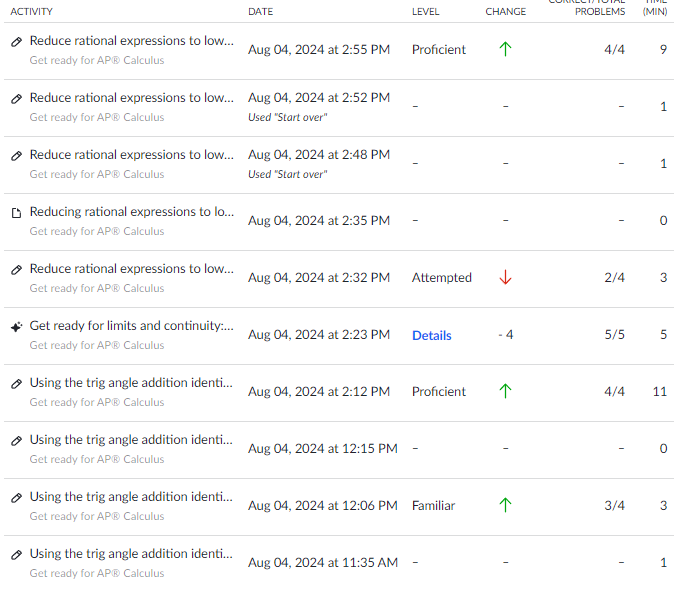 ACTIVITY DATE LEVEL CHANGE CORRECT/TOTAL PROBLEMS TIME (MIN)
Reduce rational expressions to low... Aug 04, 2024 at 2:55 PM Proficient ↑ 4/4 9
Get ready for AP® Calculus
Reduce rational expressions to low... Aug 04, 2024 at 2:52 PM – – – 1
Get ready for AP® Calculus Used "Start over"
Reduce rational expressions to low... Aug 04, 2024 at 2:48 PM – – – 1
Get ready for AP® Calculus Used "Start over"
Reducing rational expressions to lo... Aug 04, 2024 at 2:35 PM – – – 0
Get ready for AP® Calculus
Reduce rational expressions to low... Aug 04, 2024 at 2:32 PM Attempted ↓ 2/4 3
Get ready for AP® Calculus
Get ready for limits and continuity:... Aug 04, 2024 at 2:23 PM Details - 4 5/5 5
Get ready for AP® Calculus
Using the trig angle addition identi... Aug 04, 2024 at 2:12 PM Proficient ↑ 4/4 11
Get ready for AP® Calculus
Using the trig angle addition identi... Aug 04, 2024 at 12:15 PM – – – 0
Get ready for AP® Calculus
Using the trig angle addition identi... Aug 04, 2024 at 12:06 PM Familiar ↑ 3/4 3
Get ready for AP® Calculus
Using the trig angle addition identi... Aug 04, 2024 at 11:35 AM – – – 1
Get ready for AP® Calculus